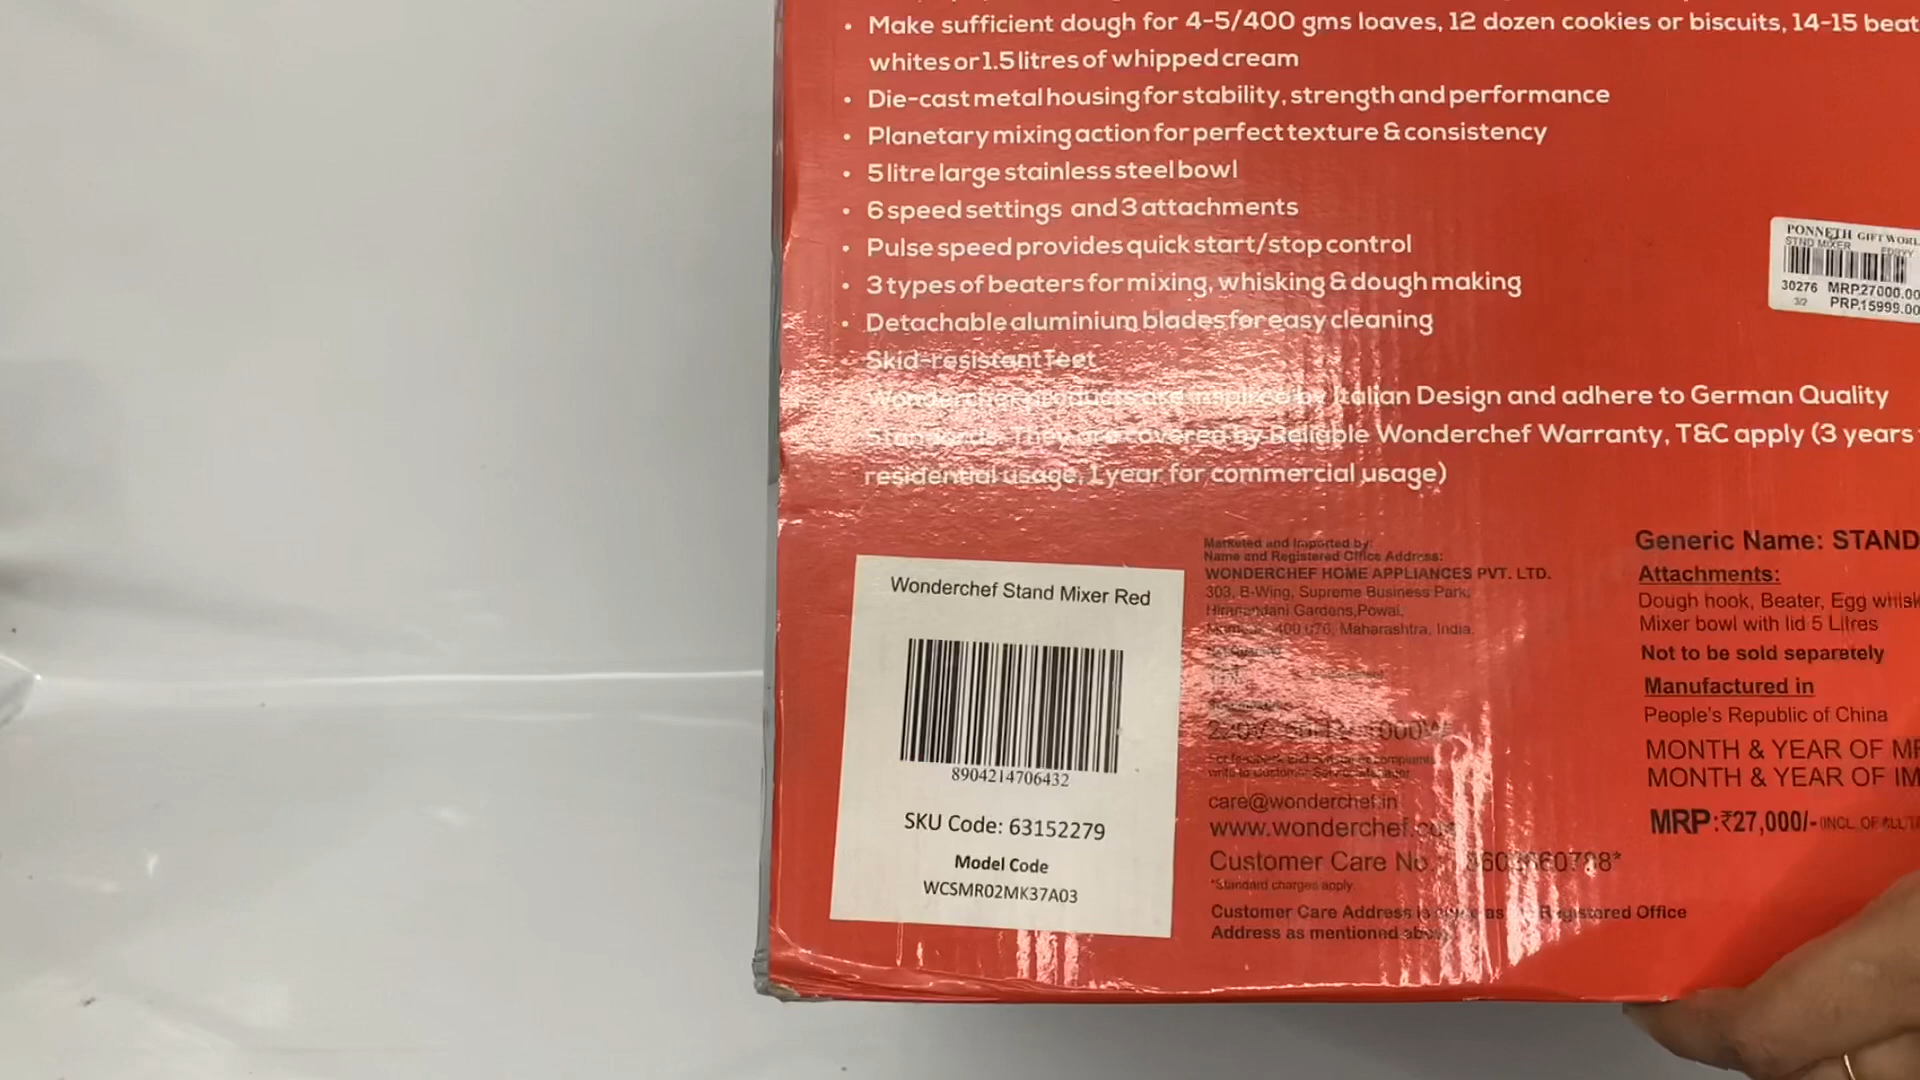 Make sufficient dough for 4-5/400 gms loaves, 12 dozen cookies or biscuits, 14-15 beat
whites or 1.5 litres of whipped cream
Die-cast metal housing for stability, strength and performance
Planetary mixing action for perfect texture & consistency
5 litre large stainless steel bowl
6 speed settings and 3 attachments
Pulse speed provides quick start/stop control
3 types of beaters for mixing, whisking & dough making
Detachable aluminium blades for easy cleaning
Skid-resistant feet
Wonderchef products are inspired by Italian Design and adhere to German Quality
Standards. They are covered by Reliable Wonderchef Warranty, T&C apply (3 years
residential usage, 1 year for commercial usage)
PONNETH GIFT WORL
STND MIXER
30276 MRP.27000.00
3/2 PRP.15999.00
Wonderchef Stand Mixer Red
8904214706432
SKU Code: 63152279
Model Code
WCSMR02MK37A03
Marketed and Imported by:
Name and Registered Office Address:
WONDERCHEF HOME APPLIANCES PVT. LTD.
303, B-Wing, Supreme Business Park,
Hiranandani Gardens,Powai,
400 076, Maharashtra, India.
220V 1000W
write to Customer Service Manager
care@wonderchef.in
www.wonderchef.com
Customer Care No.
*Standard charges apply.
Customer Care Address is as Registered Office
Address as mentioned above
Generic Name: STAND
Attachments:
Dough hook, Beater, Egg whisk
Mixer bowl with lid 5 Litres
Not to be sold separetely
Manufactured in
People's Republic of China
MONTH & YEAR OF MF
MONTH & YEAR OF IM
MRP:₹27,000/- (INCL. OF ALL TA